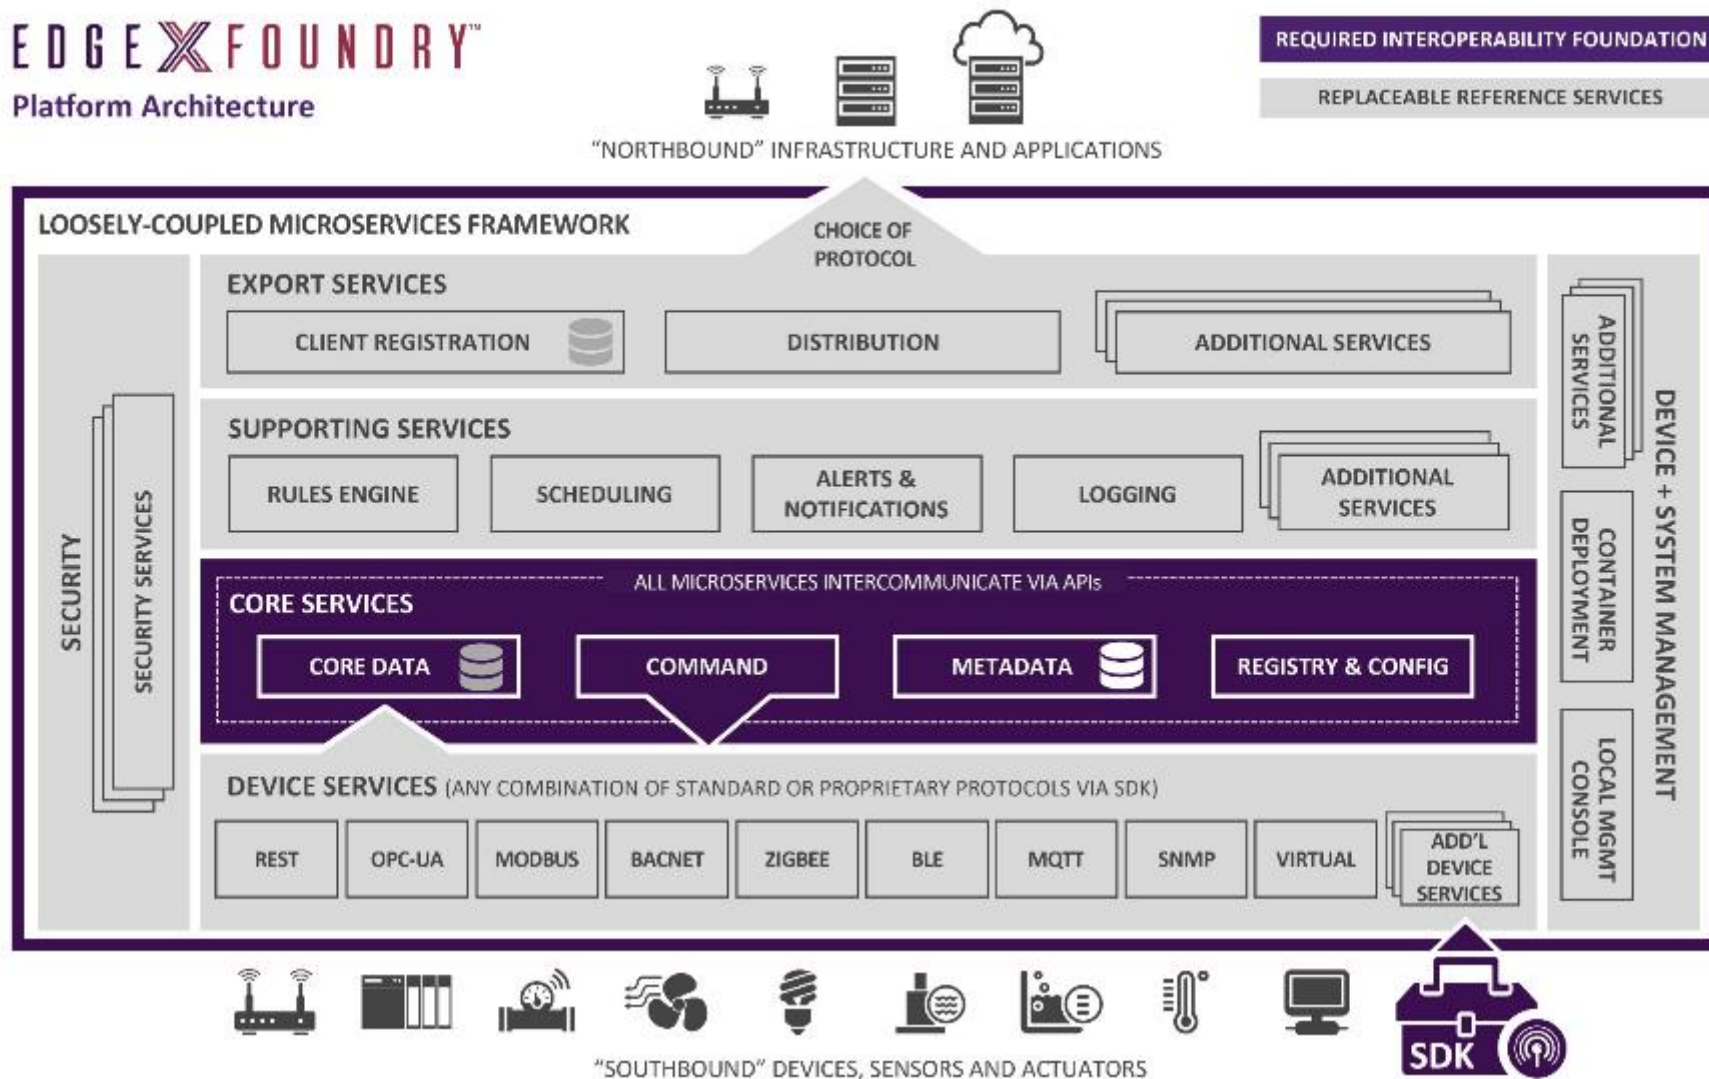 EDGE X FOUNDRY™
Platform Architecture
REQUIRED INTEROPERABILITY FOUNDATION
REPLACEABLE REFERENCE SERVICES
"NORTHBOUND" INFRASTRUCTURE AND APPLICATIONS
LOOSELY-COUPLED MICROSERVICES FRAMEWORK
CHOICE OF
PROTOCOL
EXPORT SERVICES
CLIENT REGISTRATION
DISTRIBUTION
ADDITIONAL SERVICES
SUPPORTING SERVICES
RULES ENGINE
SCHEDULING
ALERTS &
NOTIFICATIONS
LOGGING
ADDITIONAL
SERVICES
ALL MICROSERVICES INTERCOMMUNICATE VIA APIs
CORE SERVICES
CORE DATA
COMMAND
METADATA
REGISTRY & CONFIG
DEVICE SERVICES (ANY COMBINATION OF STANDARD OR PROPRIETARY PROTOCOLS VIA SDK)
REST
OPC-UA
MODBUS
BACNET
ZIGBEE
BLE
MQTT
SNMP
VIRTUAL
ADD'L
DEVICE
SERVICES
SECURITY
SECURITY SERVICES
ADDITIONAL
SERVICES
CONTAINER
DEPLOYMENT
LOCAL MGMT
CONSOLE
DEVICE + SYSTEM MANAGEMENT
"SOUTHBOUND" DEVICES, SENSORS AND ACTUATORS
SDK